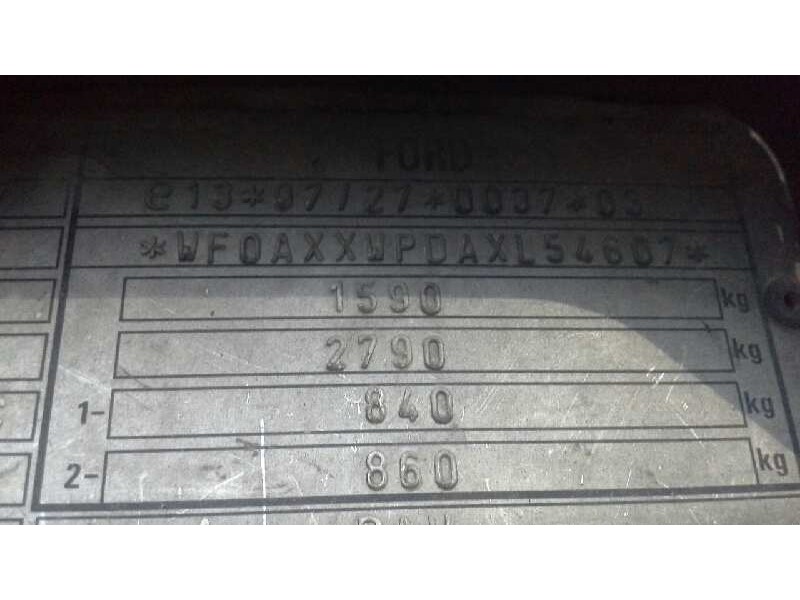 FORD
e13*97/27*0037*03
*WF0AXXWPDAXL54607*
1590 kg
2790 kg
1- 840 kg
2- 860 kg